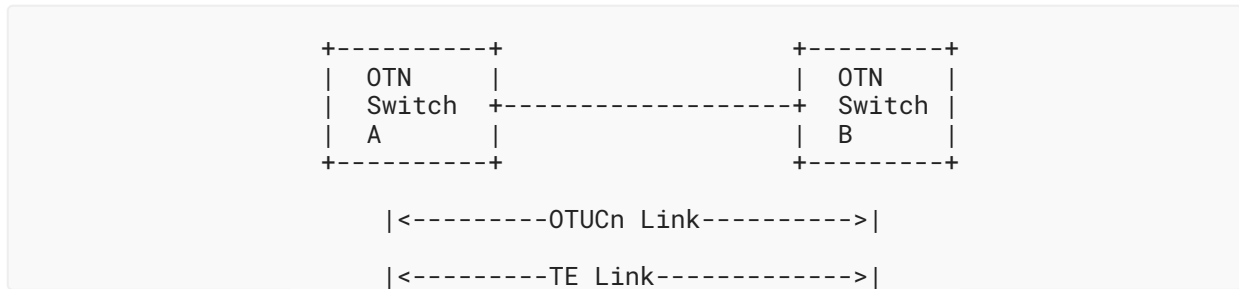 +----------+                   +---------+
|  OTN     |                   |  OTN    |
|  Switch  +-------------------+  Switch |
|  A       |                   |  B      |
+----------+                   +---------+
|<---------OTUCn Link---------->|
|<---------TE Link------------->|